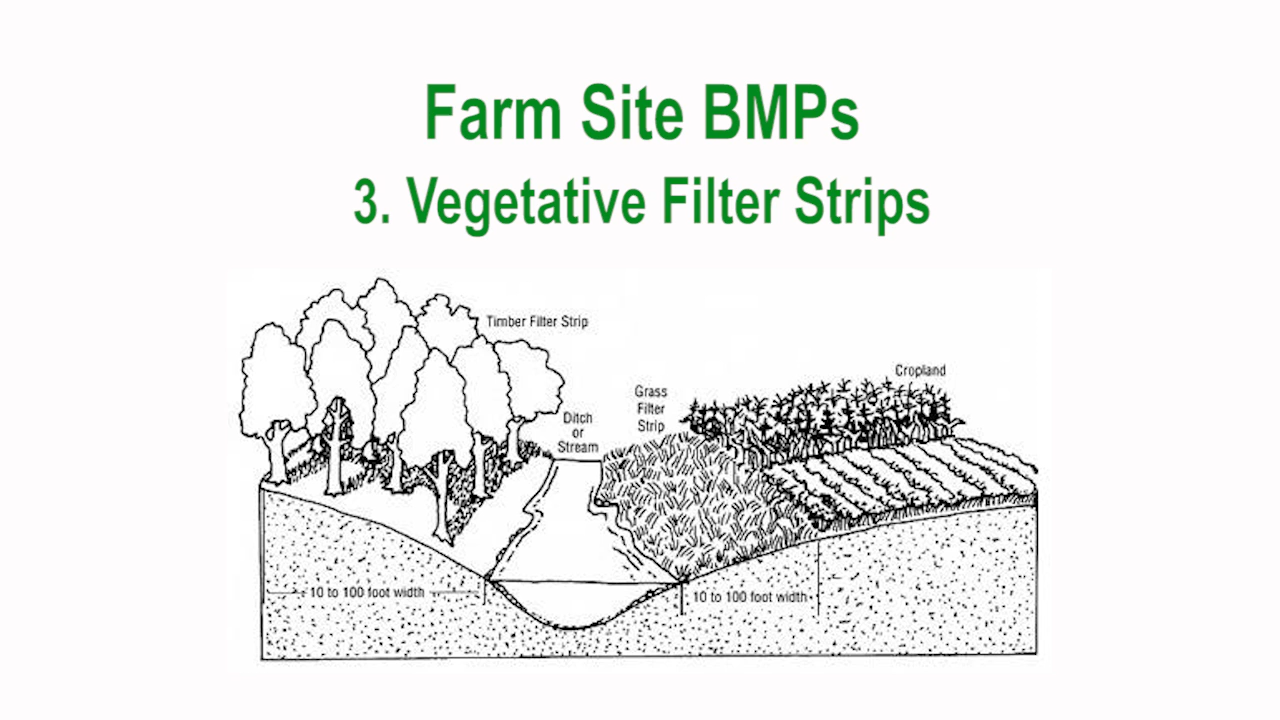 Farm Site BMPs
3. Vegetative Filter Strips
Timber Filter Strip
Cropland
Grass
Filter
Strip
Ditch
or
Stream
10 to 100 foot width
10 to 100 foot width